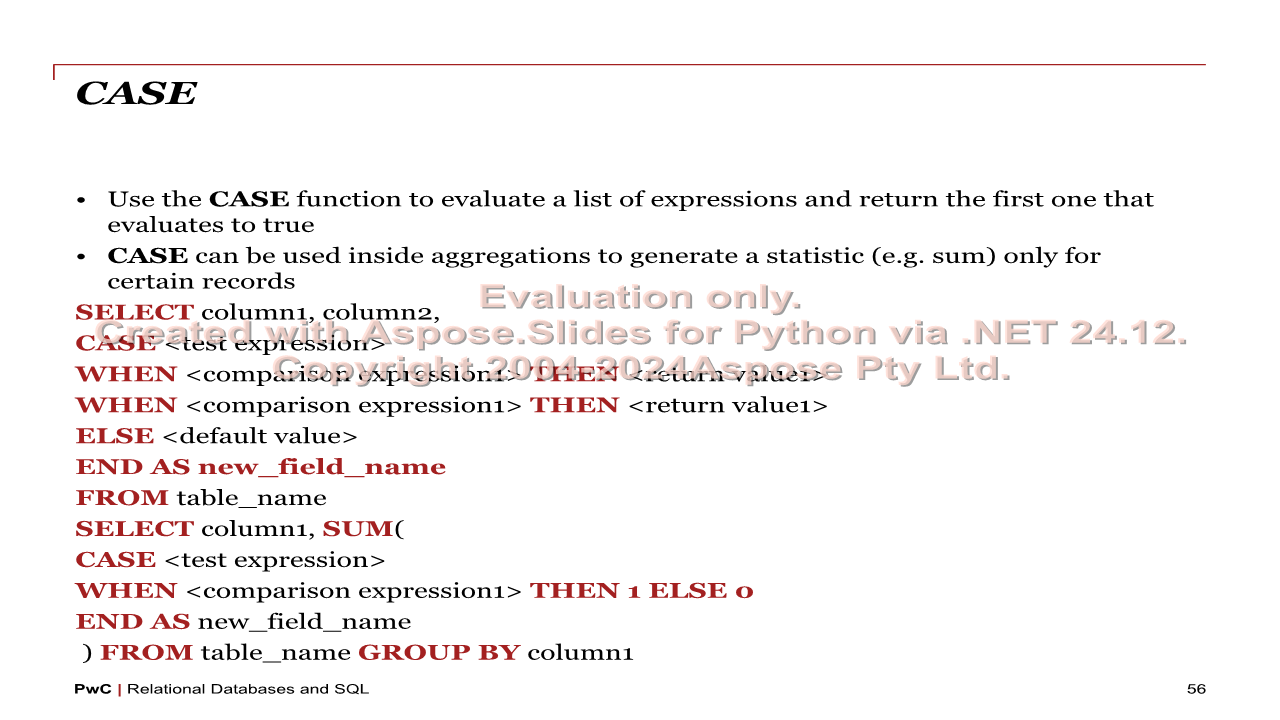 CASE
• Use the CASE function to evaluate a list of expressions and return the first one that
evaluates to true
• CASE can be used inside aggregations to generate a statistic (e.g. sum) only for
certain records
SELECT column1, column2,
CASE <test expression>
WHEN <comparison expression1> THEN <return value1>
WHEN <comparison expression1> THEN <return value1>
ELSE <default value>
END AS new_field_name
FROM table_name
SELECT column1, SUM(
CASE <test expression>
WHEN <comparison expression1> THEN 1 ELSE 0
END AS new_field_name
) FROM table_name GROUP BY column1
Evaluation only.
Created with Aspose.Slides for Python via .NET 24.12.
Copyright 2004-2024Aspose Pty Ltd.
PwC | Relational Databases and SQL
56